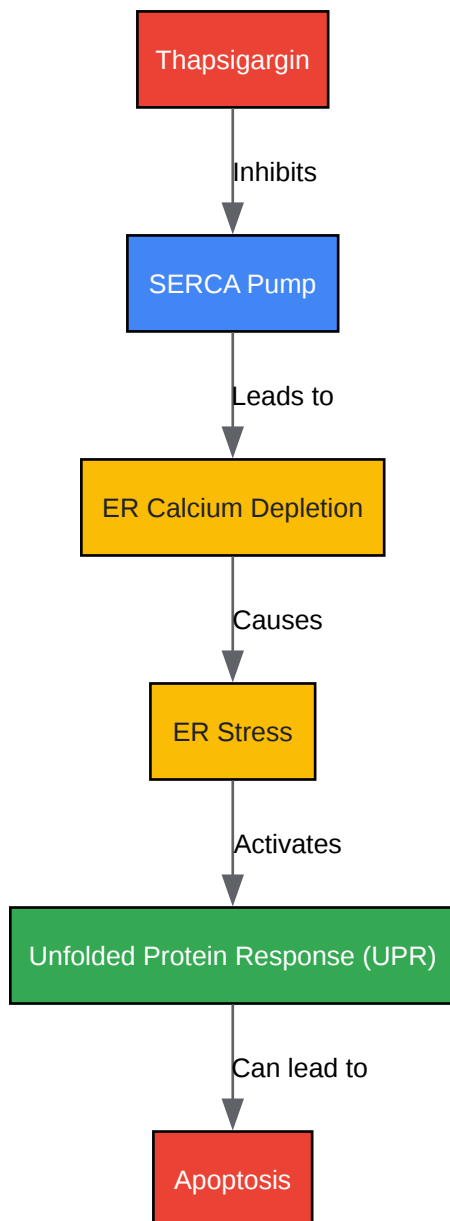 Thapsigargin
Inhibits
SERCA Pump
Leads to
ER Calcium Depletion
Causes
ER Stress
Activates
Unfolded Protein Response (UPR)
Can lead to
Apoptosis